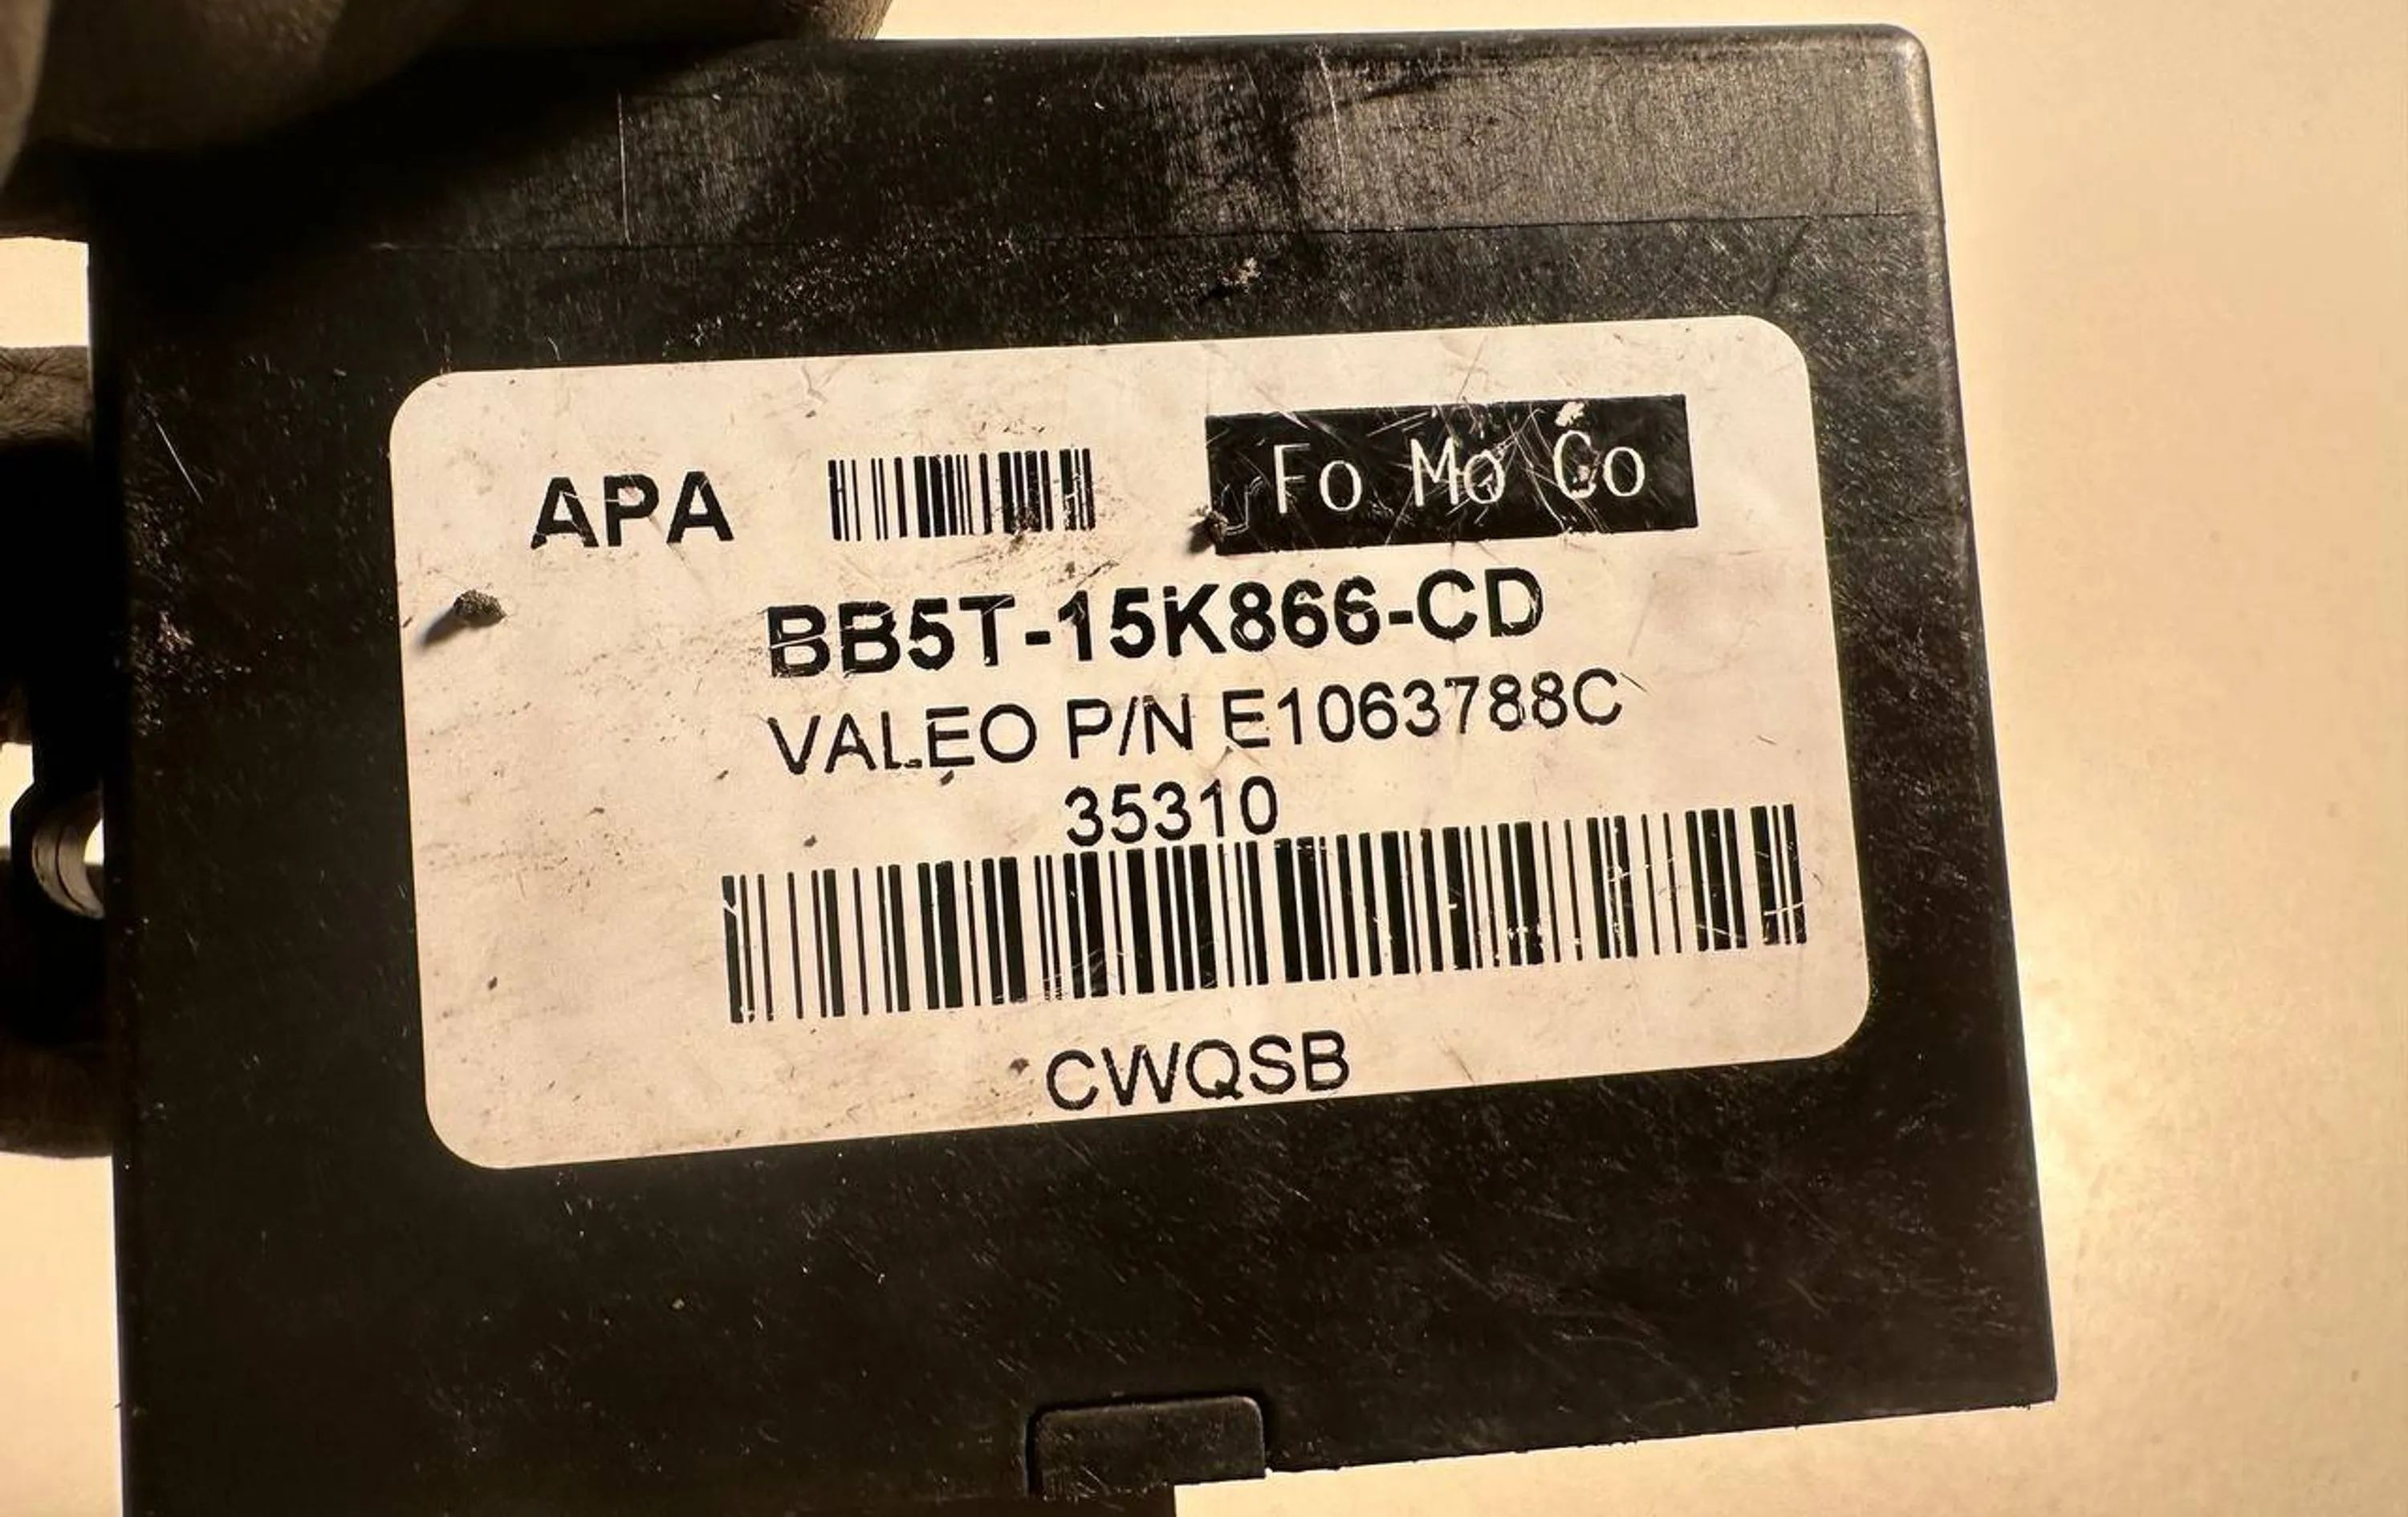 APA Fo Mo Co
BB5T-15K866-CD
VALEO P/N E1063788C
35310
CWQSB